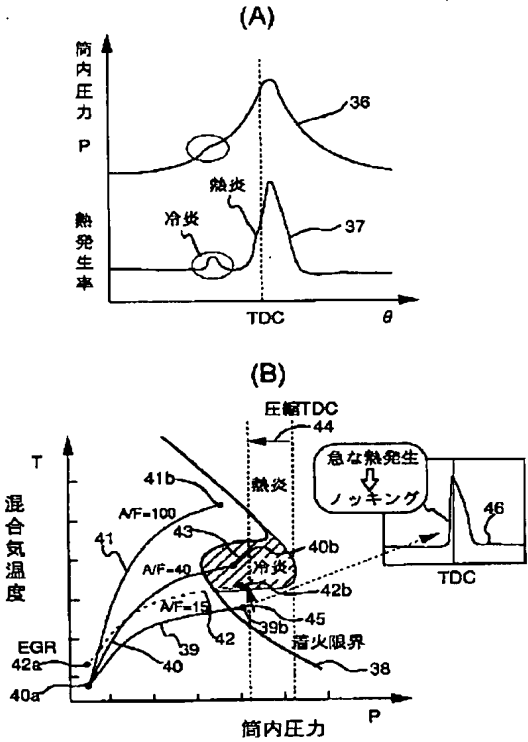 (A)
筒内圧力 P
36
熱炎
冷炎
37
熱発生率
TDC
θ
(B)
圧縮TDC
44
T
急な熱発生
ノッキング
41b
熱炎
A/F=100
43
46
混合気温度
41
40b
A/F=40
冷炎
TDC
42b
A/F=15
45
EGR
42
39b
着火限界
42a
40
39
38
40a
P
筒内圧力